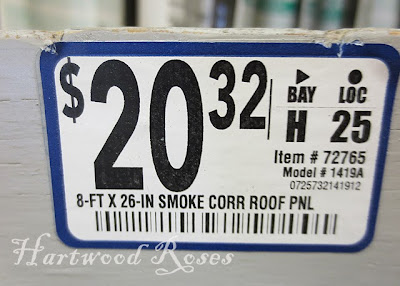 $20.32
BAY LOC
H 25
Item # 72765
Model # 1419A
0725732141912
8-FT X 26-IN SMOKE CORR ROOF PNL
Hartwood Roses